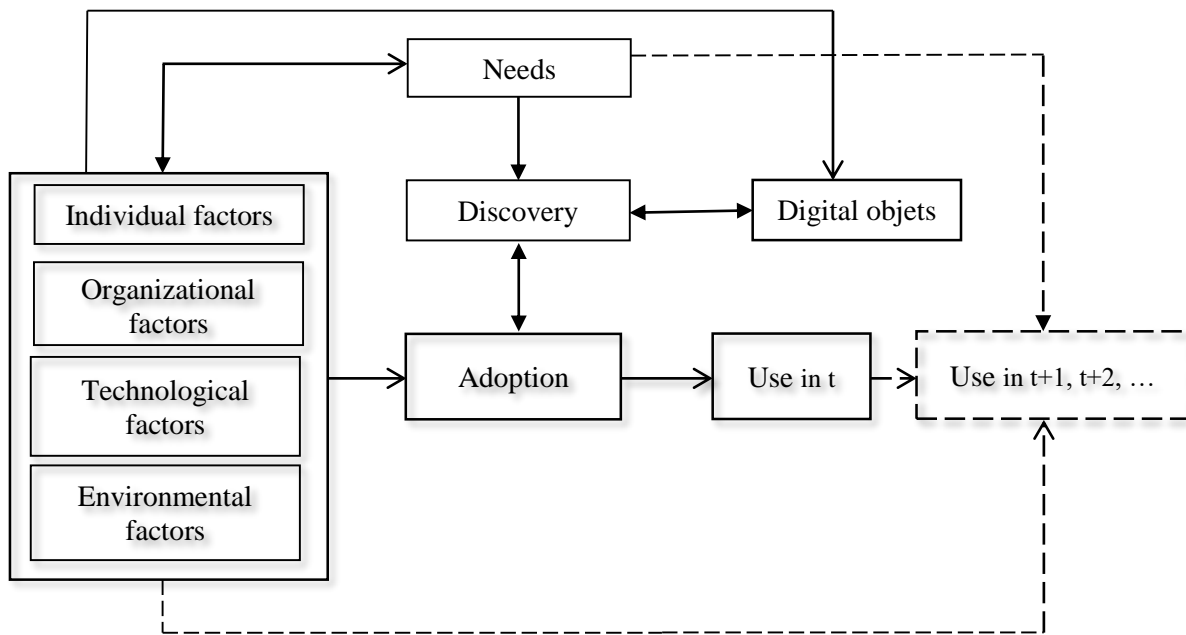 Needs
Individual factors
Discovery
Digital objets
Organizational
factors
Technological
factors
Adoption
Use in t
Use in t+1, t+2, …
Environmental
factors